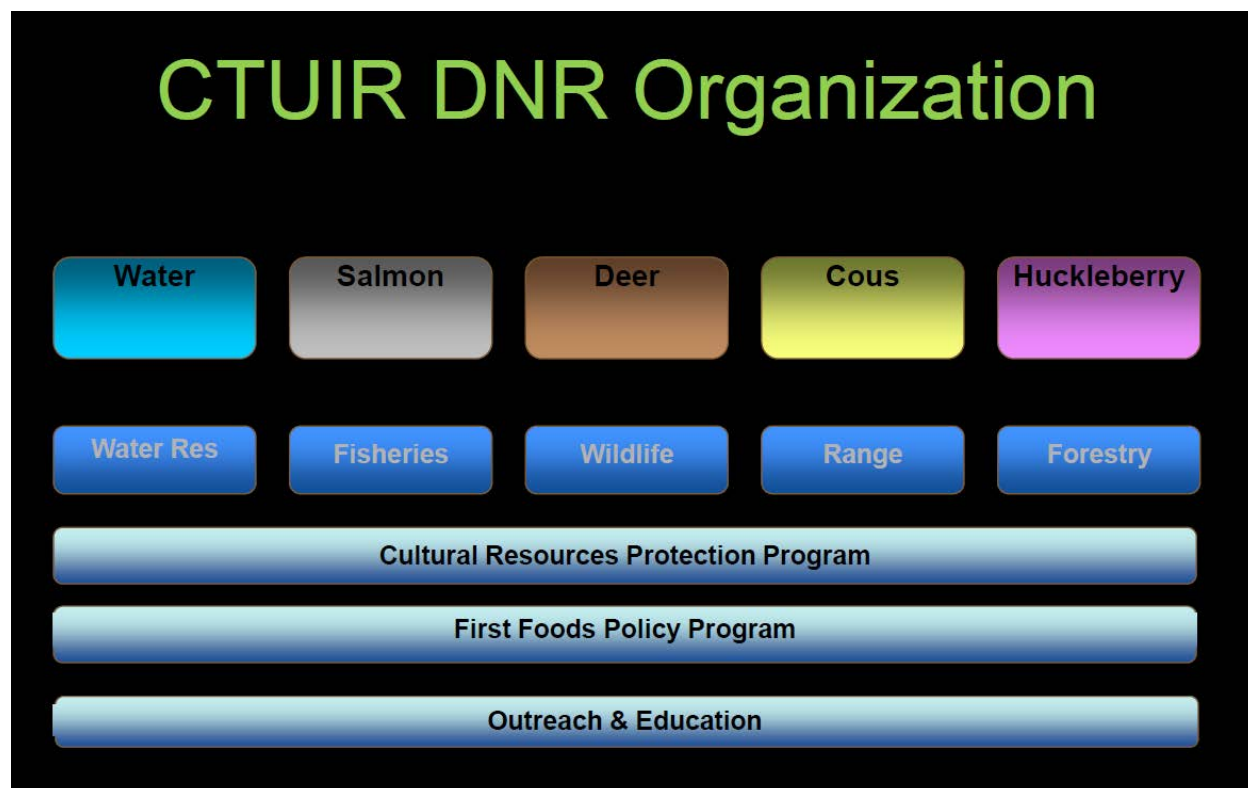 CTUIR DNR Organization
Water Salmon Deer Cous Huckleberry
Water Res Fisheries Wildlife Range Forestry
Cultural Resources Protection Program
First Foods Policy Program
Outreach & Education